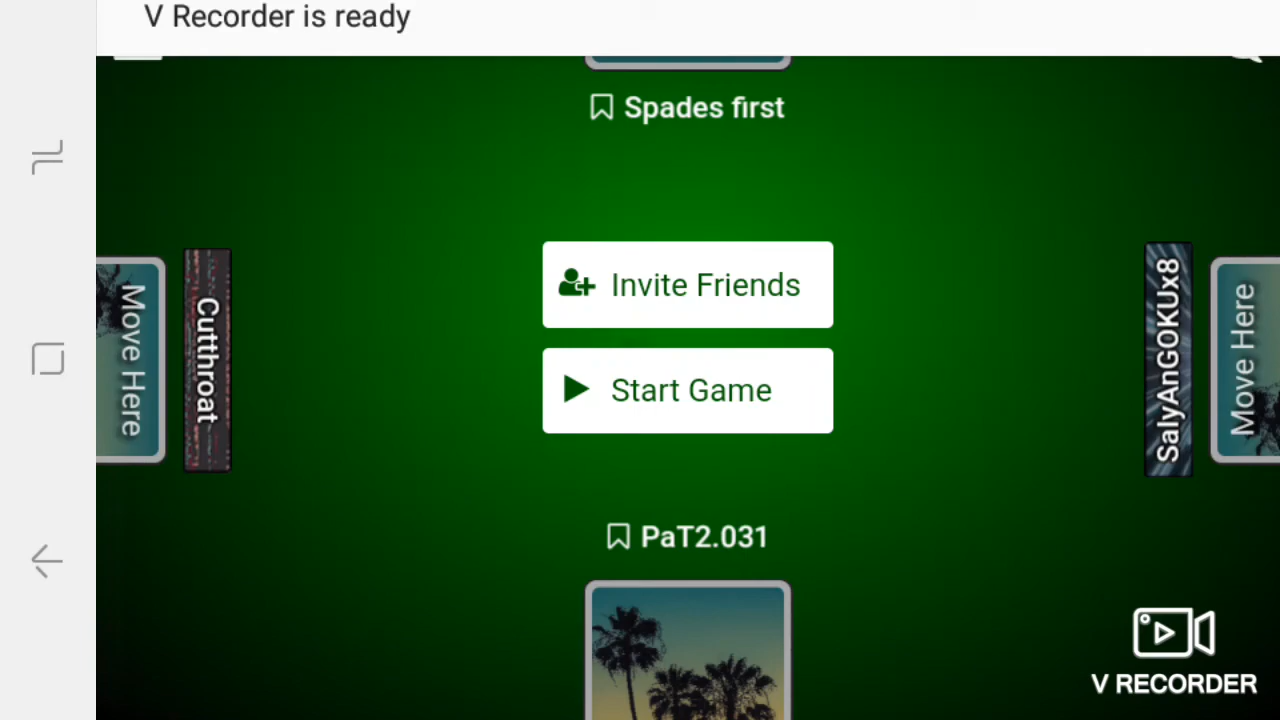 V Recorder is ready
Spades first
Invite Friends
Move Here
Cutthroat
SalyAnGOKUx8
Move Here
Start Game
PaT2.031
V RECORDER